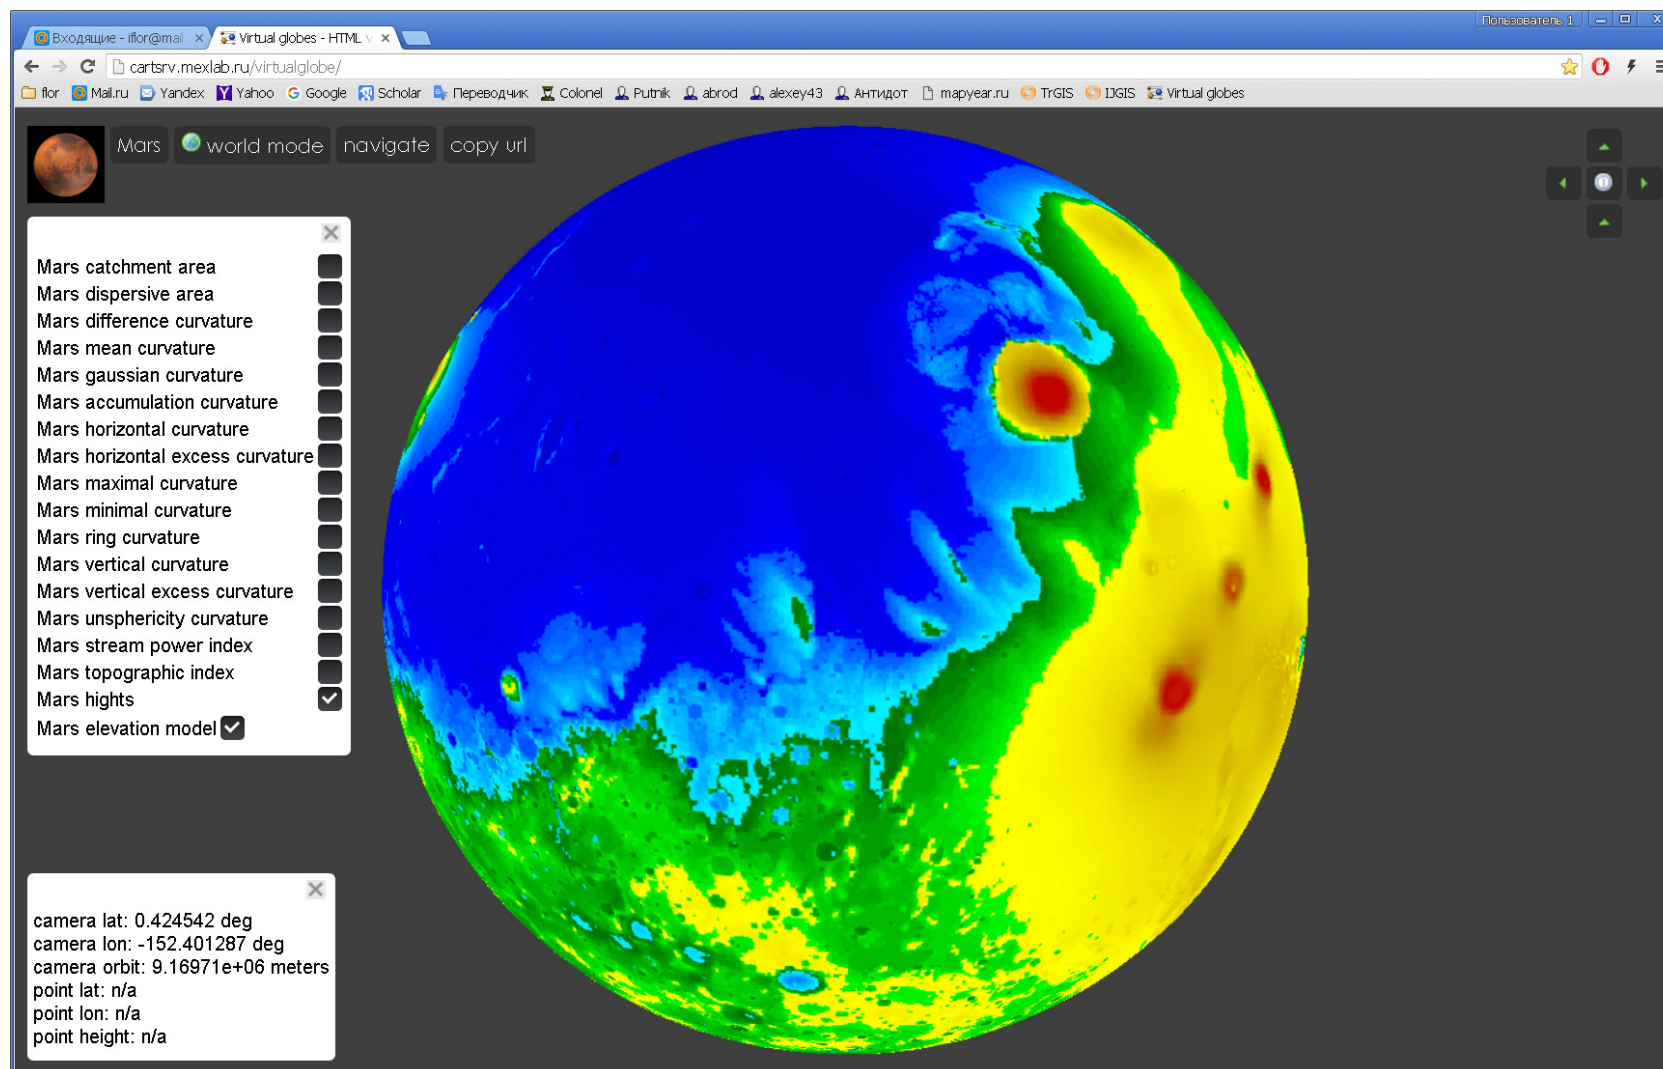 Пользователь 1
Входящие - iflor@mail
Virtual globes - HTML v
cartsrv.mexlab.ru/virtualglobe/
flor Mail.ru Yandex Yahoo Google Scholar Переводчик Colonel Putnik abrod alexey43 Антидот mapyear.ru TrGIS IJGIS Virtual globes
Mars world mode navigate copy url
Mars catchment area
Mars dispersive area
Mars difference curvature
Mars mean curvature
Mars gaussian curvature
Mars accumulation curvature
Mars horizontal curvature
Mars horizontal excess curvature
Mars maximal curvature
Mars minimal curvature
Mars ring curvature
Mars vertical curvature
Mars vertical excess curvature
Mars unsphericity curvature
Mars stream power index
Mars topographic index
Mars hights
Mars elevation model
camera lat: 0.424542 deg
camera lon: -152.401287 deg
camera orbit: 9.16971e+06 meters
point lat: n/a
point lon: n/a
point height: n/a